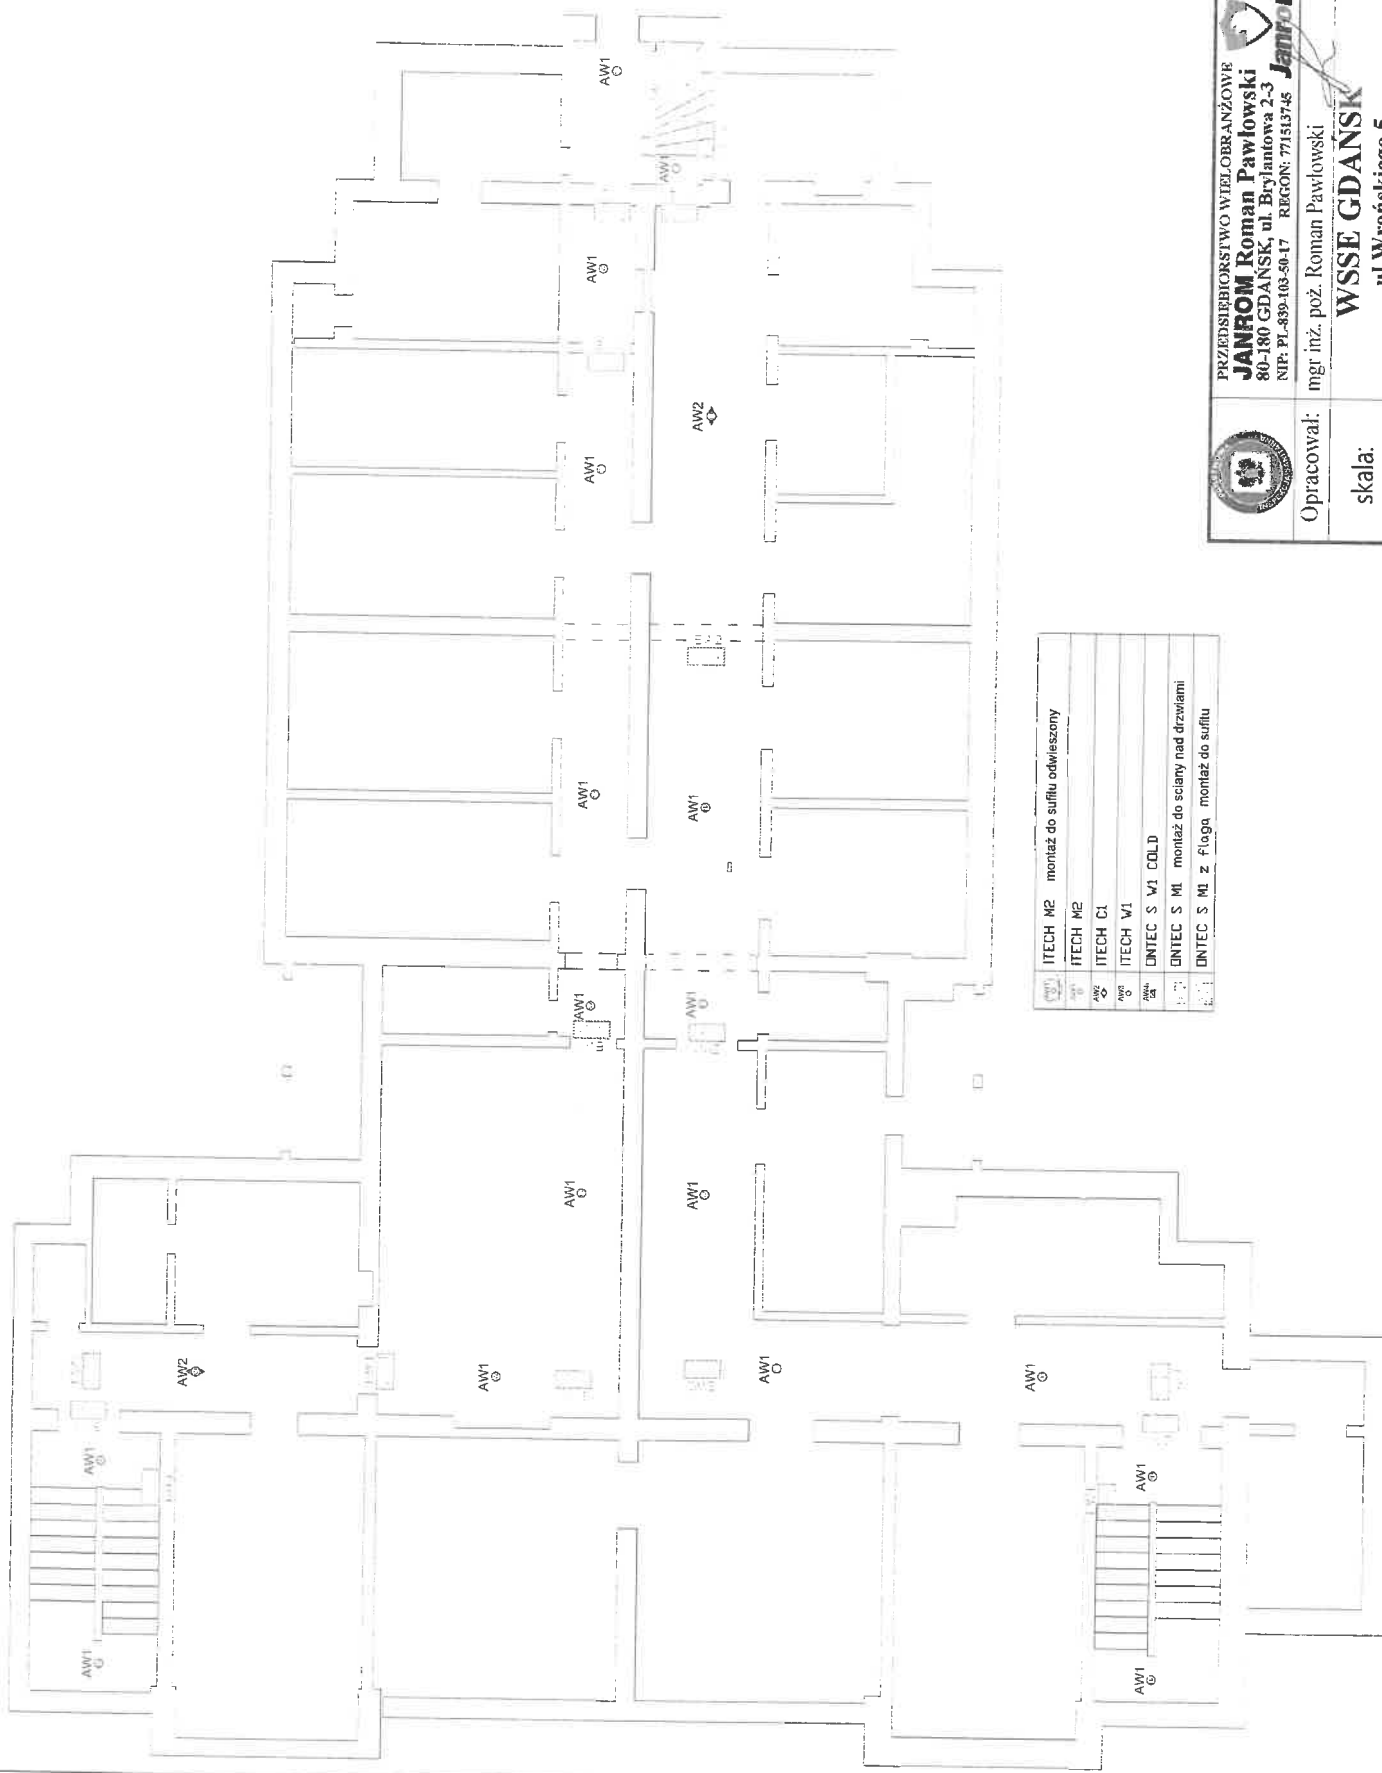 AW1
AW1
AW1
AW2
AW1
AW1
AW1
AW1
AW1
AW1
AW1
AW2
AW1
AW1
AW1
AW1
AW1
AW1
AW1
AW1
ITECH M2 montaż do sufitu odwieszony
ITECH M2
AW2 ITECH C1
AW3 ITECH W1
AW4 ONTEC S W1 COLD
ONTEC S M1 montaż do sciany nad drzwiami
ONTEC S M1 z flagą montaż do sufitu
PRZEDSIĘBIORSTWO WIELOBRANŻOWE
JANROM Roman Pawłowski
80-180 GDAŃSK, ul. Brylantowa 2-3
NIP: PL-839-103-50-17 REGON: 771513745
Opracował: mgr inż. poż. Roman Pawłowski
WSSE GDAŃSK
skala: